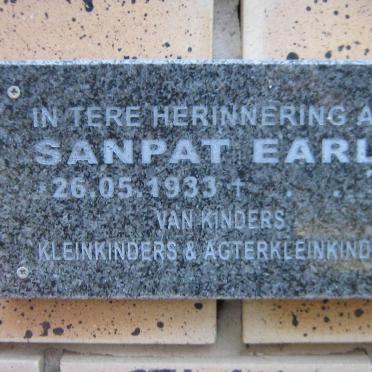 IN TERE HERINNERING A
SANPAT EARL
*26.05.1933 † . .
VAN KINDERS
KLEINKINDERS & AGTERKLEINKIND